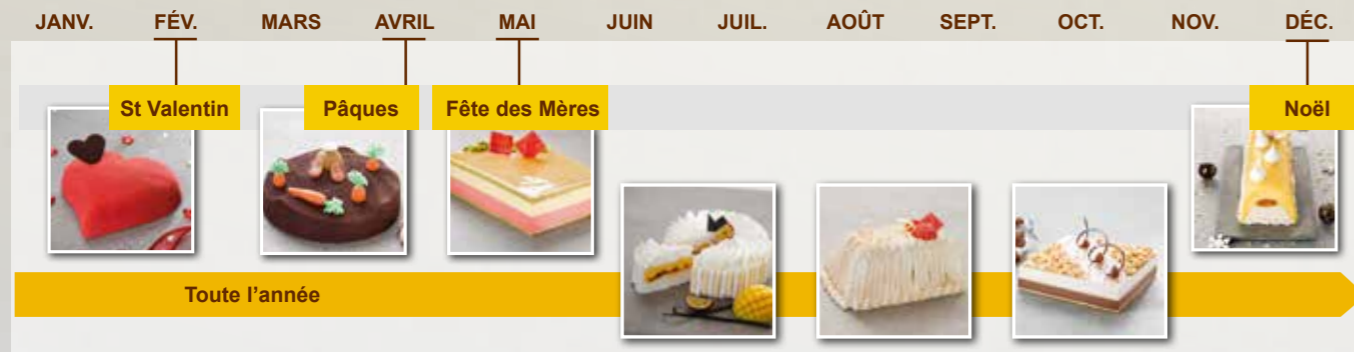 JANV. FÉV. MARS AVRIL MAI JUIN JUIL. AOÛT SEPT. OCT. NOV. DÉC.
St Valentin Pâques Fête des Mères Noël
Toute l’année